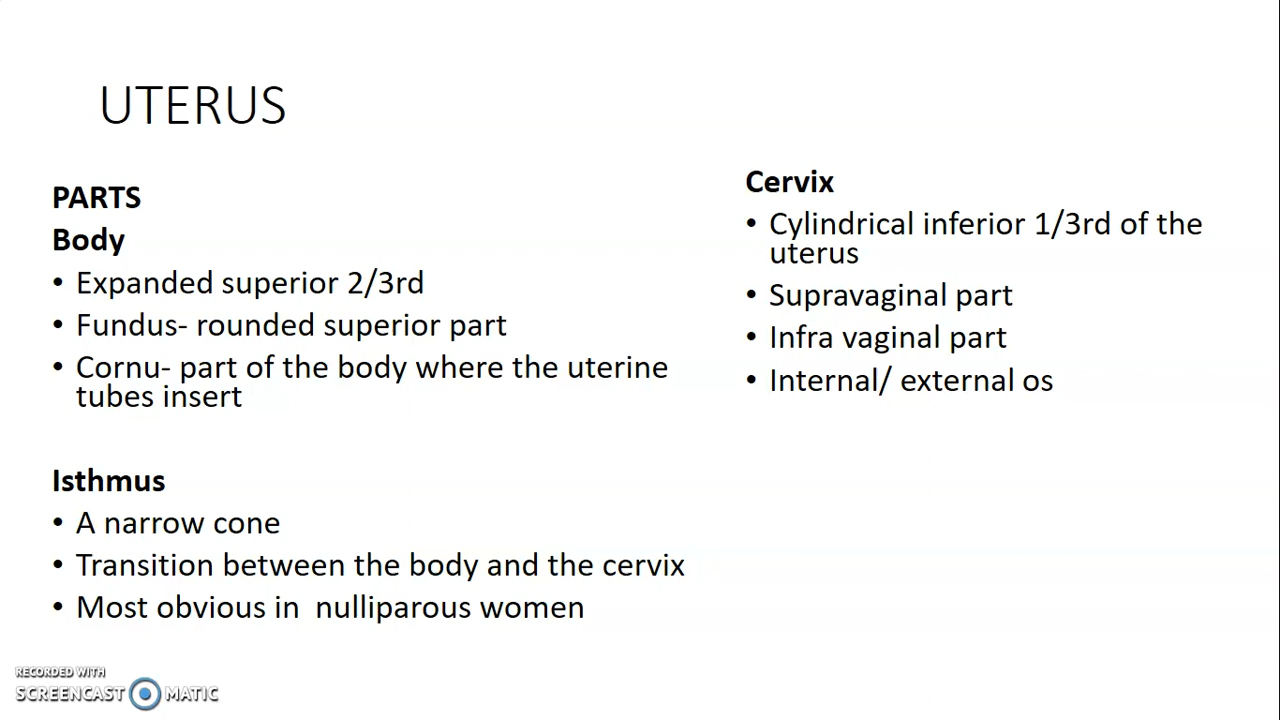 UTERUS
PARTS
Body
• Expanded superior 2/3rd
• Fundus- rounded superior part
• Cornu- part of the body where the uterine
tubes insert
Isthmus
• A narrow cone
• Transition between the body and the cervix
• Most obvious in  nulliparous women
Cervix
• Cylindrical inferior 1/3rd of the
uterus
• Supravaginal part
• Infra vaginal part
• Internal/ external os
RECORDED WITH
SCREENCAST MATIC